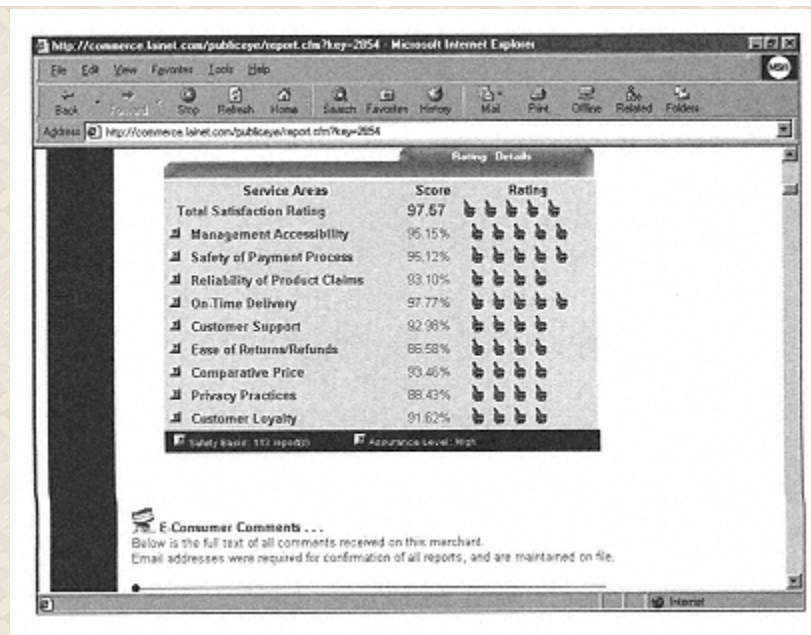 http://commerce.lainet.com/publiceye/report.cfm?key=2854 - Microsoft Internet Explorer
File Edit View Favorites Tools Help
msn
Back Forward Stop Refresh Home Search Favorites History Mail Print Offline Related Folders
Address http://commerce.lainet.com/publiceye/report.cfm?key=2854
Rating Details
Service Areas Score Rating
Total Satisfaction Rating 97.57
Management Accessibility 95.15%
Safety of Payment Process 95.12%
Reliability of Product Claims 93.10%
On-Time Delivery 97.77%
Customer Support 92.98%
Ease of Returns/Refunds 86.58%
Comparative Price 93.46%
Privacy Practices 88.43%
Customer Loyalty 91.62%
Safety Basis: 113 report(s) Assurance Level: High
E-Consumer Comments . . .
Below is the full text of all comments received on this merchant.
Email addresses were required for confirmation of all reports, and are maintained on file.
Internet